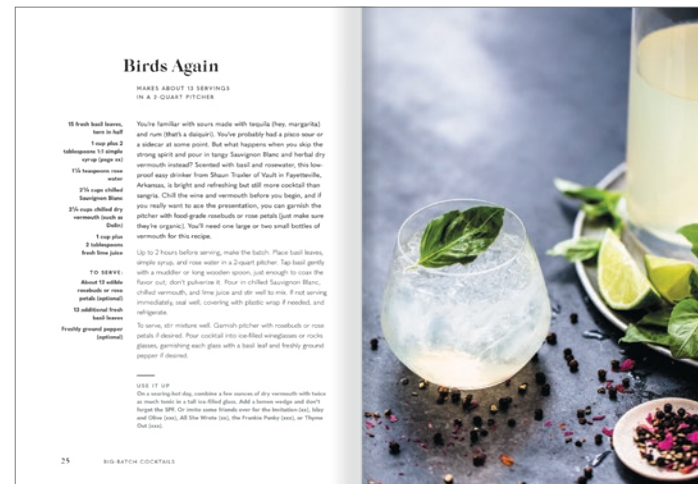 Birds Again
MAKES ABOUT 13 SERVINGS
IN A 2-QUART PITCHER
15 fresh basil leaves,
torn in half
1 cup plus 2
tablespoons 1:1 simple
syrup (page xx)
teaspoons rose
water
cups chilled
Sauvignon Blanc
cups chilled dry
vermouth (such as
Dolin)
1 cup plus
2 tablespoons
fresh lime juice
TO SERVE:
About 13 edible
rosebuds or rose
petals (optional)
13 additional fresh
basil leaves
Freshly ground pepper
(optional)
You're familiar with sours made with tequila (hey, margarita)
and rum (that's a daiquiri). You've probably had a pisco sour or
a sidecar at some point. But what happens when you skip the
strong spirit and pour in tangy Sauvignon Blanc and herbal dry
vermouth instead? Scented with basil and rosewater, this low-
proof easy drinker from Shaun Traxler of Vault in Fayetteville,
Arkansas, is bright and refreshing but still more cocktail than
sangria. Chill the wine and vermouth before you begin, and if
you really want to ace the presentation, you can garnish the
pitcher with food-grade rosebuds or rose petals (just make sure
they're organic). You'll need one large or two small bottles of
vermouth for this recipe.
Up to 2 hours before serving, make the batch. Place basil leaves,
simple syrup, and rose water in a 2-quart pitcher. Tap basil gently
with a muddler or long wooden spoon, just enough to coax the
flavor out; don't pulverize it. Pour in chilled Sauvignon Blanc,
chilled vermouth, and lime juice and stir well to mix. If not serving
immediately, seal well, covering with plastic wrap if needed, and
refrigerate.
To serve, stir mixture well. Garnish pitcher with rosebuds or rose
petals if desired. Pour cocktail into ice-filled wineglasses or rocks
glasses, garnishing each glass with a basil leaf and freshly ground
pepper if desired.
USE IT UP
On a soaring-hot day, combine a few ounces of dry vermouth with twice
as much tonic in a tall ice-filled glass. Add a lemon wedge and don't
forget the SPF. Or invite some friends over for the Invitation (xx), Islay
and Olive (xxx), All She Wrote (xx), the Frankie Panky (xxx), or Thyme
Out (xxx).
25
BIG-BATCH COCKTAILS